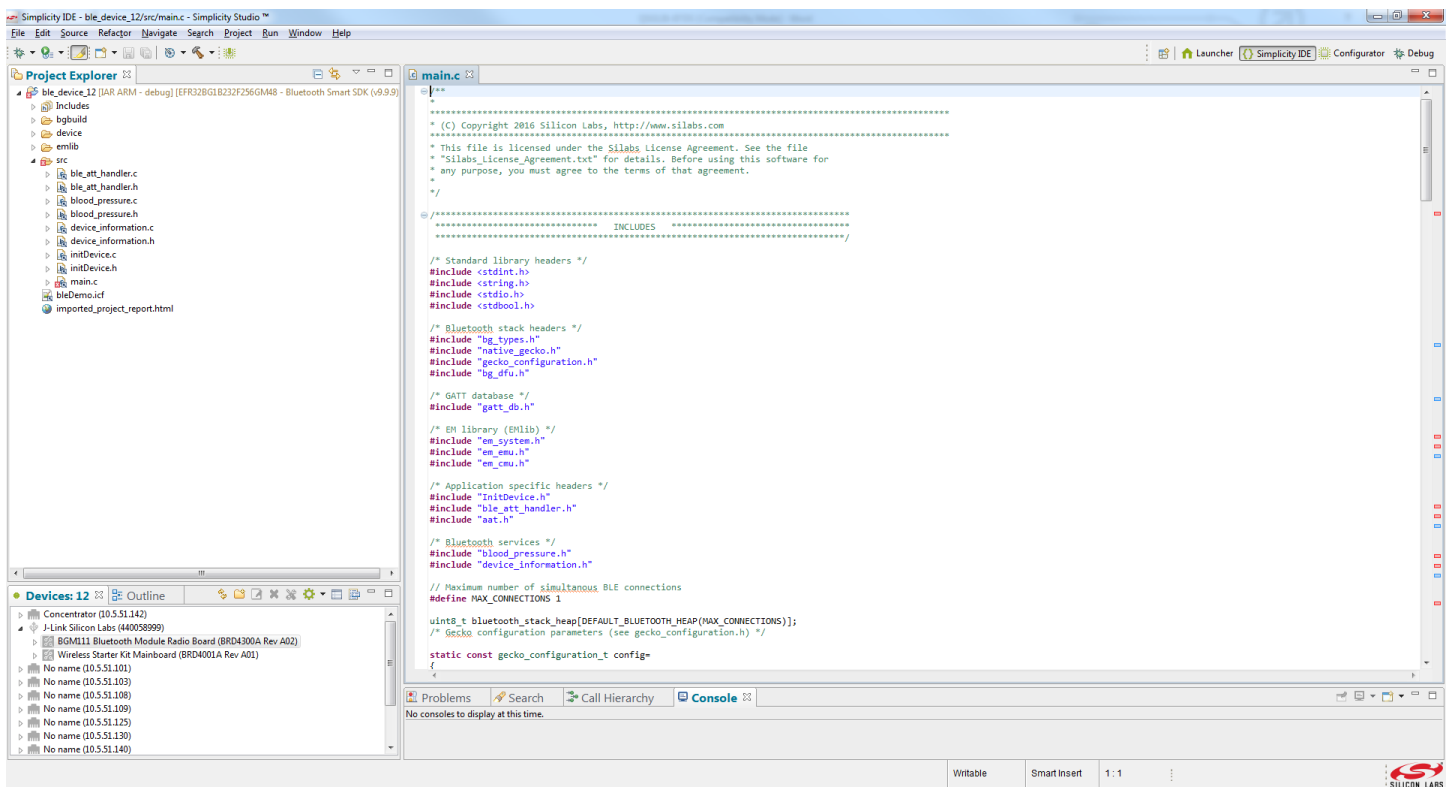 Simplicity IDE - ble_device_12/src/main.c - Simplicity Studio ™
File Edit Source Refactor Navigate Search Project Run Window Help
Launcher Simplicity IDE Configurator Debug
Project Explorer
ble_device_12 [IAR ARM - debug] [EFR32BG1B232F256GM48 - Bluetooth Smart SDK (v9.9.9)
Includes
bgbuild
device
emlib
src
ble_att_handler.c
ble_att_handler.h
blood_pressure.c
blood_pressure.h
device_information.c
device_information.h
initDevice.c
initDevice.h
main.c
bleDemo.icf
imported_project_report.html
Devices: 12 Outline
Concentrator (10.5.51.142)
J-Link Silicon Labs (440058999)
BGM111 Bluetooth Module Radio Board (BRD4300A Rev A02)
Wireless Starter Kit Mainboard (BRD4001A Rev A01)
No name (10.5.51.101)
No name (10.5.51.103)
No name (10.5.51.108)
No name (10.5.51.109)
No name (10.5.51.125)
No name (10.5.51.130)
No name (10.5.51.140)
main.c
/**
*
***************************************************************************************************
* (C) Copyright 2016 Silicon Labs, http://www.silabs.com
***************************************************************************************************
* This file is licensed under the Silabs License Agreement. See the file
* "Silabs_License_Agreement.txt" for details. Before using this software for
* any purpose, you must agree to the terms of that agreement.
*
*/
/*******************************************************************************
******************************* INCLUDES **********************************
******************************************************************************/
/* Standard library headers */
#include <stdint.h>
#include <string.h>
#include <stdio.h>
#include <stdbool.h>
/* Bluetooth stack headers */
#include "bg_types.h"
#include "native_gecko.h"
#include "gecko_configuration.h"
#include "bg_dfu.h"
/* GATT database */
#include "gatt_db.h"
/* EM library (EMlib) */
#include "em_system.h"
#include "em_emu.h"
#include "em_cmu.h"
/* Application specific headers */
#include "InitDevice.h"
#include "ble_att_handler.h"
#include "aat.h"
/* Bluetooth services */
#include "blood_pressure.h"
#include "device_information.h"
// Maximum number of simultanous BLE connections
#define MAX_CONNECTIONS 1
uint8_t bluetooth_stack_heap[DEFAULT_BLUETOOTH_HEAP(MAX_CONNECTIONS)];
/* Gecko configuration parameters (see gecko_configuration.h) */
static const gecko_configuration_t config=
{
Problems Search Call Hierarchy Console
No consoles to display at this time.
Writable Smart Insert 1 : 1
SILICON LABS